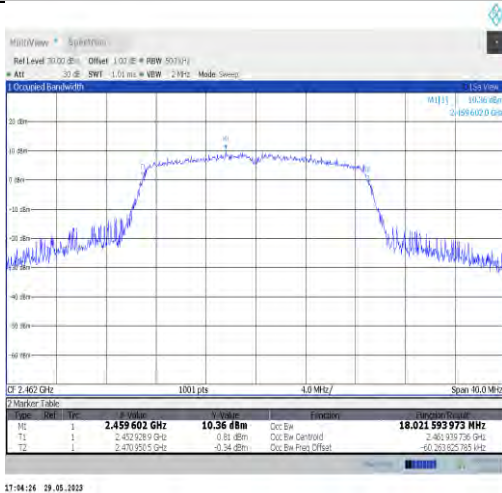 MultiView Spectrum
Ref Level 30.00 dBm Offset 1.00 dB RBW 500 kHz
Att 30 dB SWT 1.01 ms VBW 2 MHz Mode Sweep
1 Occupied Bandwidth
M1[1] 10.36 dBm
2.459 602 0 GHz
20 dBm
10 dBm
0 dBm
-10 dBm
-20 dBm
-30 dBm
-40 dBm
-50 dBm
-60 dBm
CF 2.462 GHz 1001 pts 4.0 MHz/ Span 40.0 MHz
2 Marker Table
Type Ref Trc X-Value Y-Value Function Function Result
M1 1 2.459 602 GHz 10.36 dBm Occ Bw 18.021 593 973 MHz
T1 1 2.452 928 9 GHz 0.81 dBm Occ Bw Centroid 2.461 939 736 GHz
T2 1 2.470 950 5 GHz -0.34 dBm Occ Bw Freq Offset -60.263 825 785 kHz
17:04:26 29.05.2023